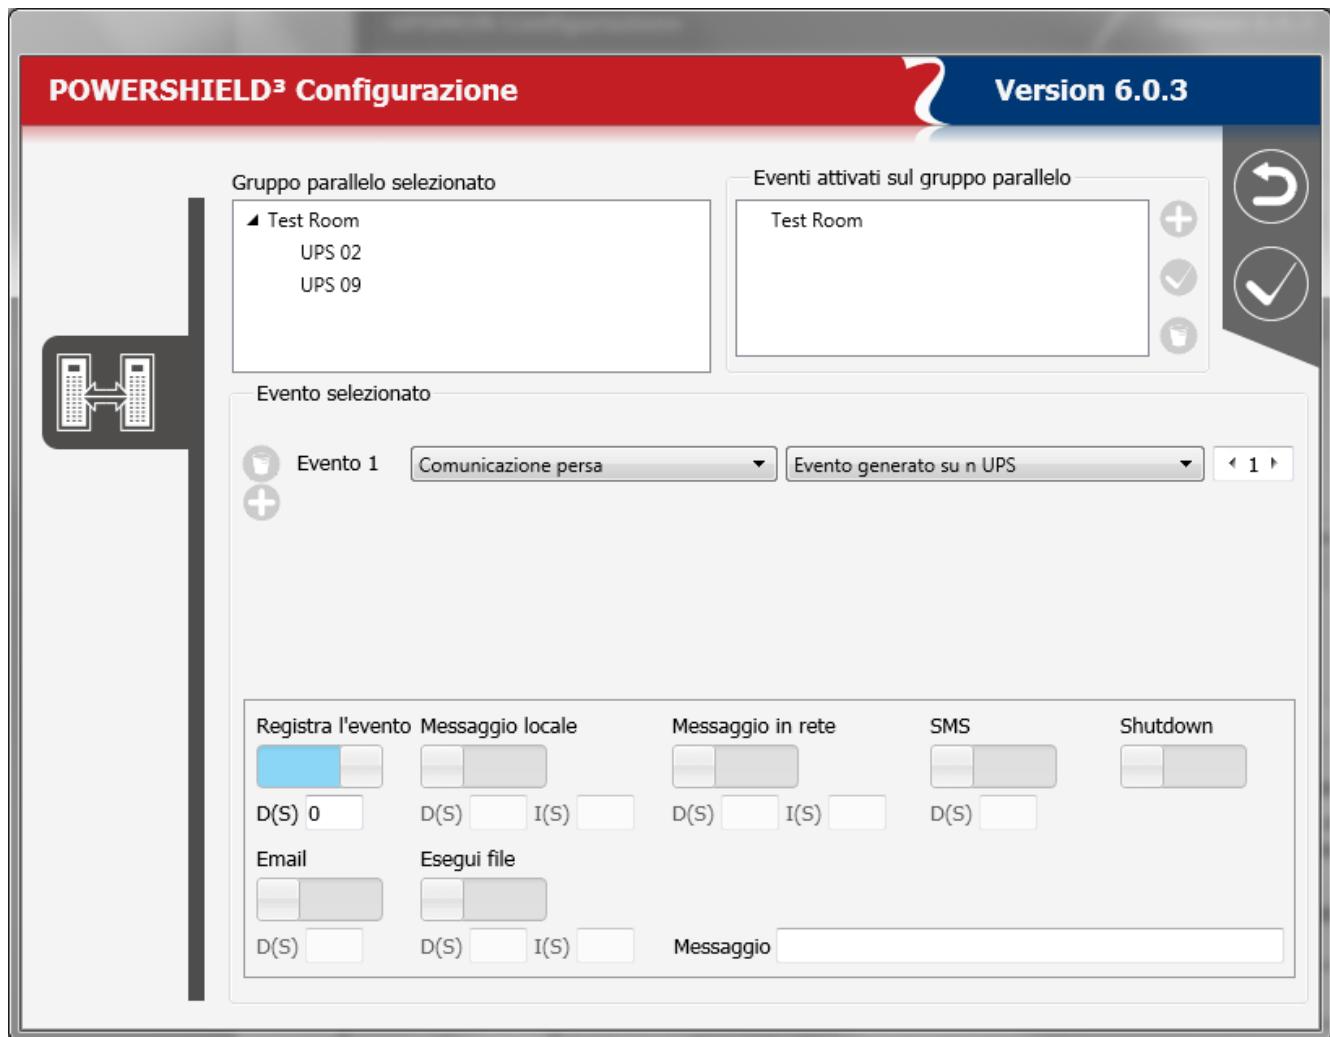 POWERSHIELD³ Configurazione
Version 6.0.3
Gruppo parallelo selezionato
Test Room
UPS 02
UPS 09
Eventi attivati sul gruppo parallelo
Test Room
Evento selezionato
Evento 1 Comunicazione persa Evento generato su n UPS 1
Registra l'evento Messaggio locale Messaggio in rete SMS Shutdown
D(S) 0 D(S) I(S) D(S) I(S) D(S)
Email Esegui file
D(S) D(S) I(S) Messaggio